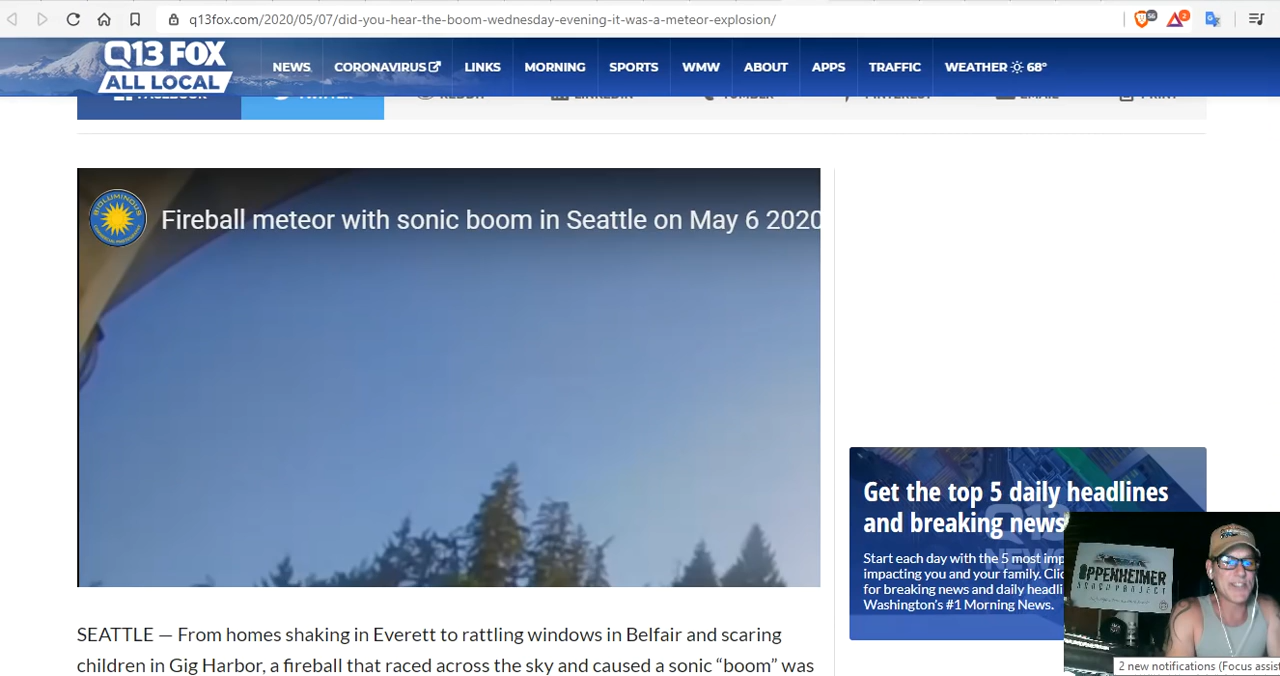 q13fox.com/2020/05/07/did-you-hear-the-boom-wednesday-evening-it-was-a-meteor-explosion/
56
2
Q13 FOX
ALL LOCAL
NEWS CORONAVIRUS LINKS MORNING SPORTS WMW ABOUT APPS TRAFFIC WEATHER 68°
FACEBOOK TWITTER REDDIT LINKEDIN TUMBLR PINTEREST EMAIL PRINT
BIOLUMINOUS
Fireball meteor with sonic boom in Seattle on May 6 2020
Get the top 5 daily headlines
and breaking news
Start each day with the 5 most imp
impacting you and your family. Clic
for breaking news and daily headli
Washington's #1 Morning News.
OPPENHEIMER
RANCH PROJECT
SEATTLE — From homes shaking in Everett to rattling windows in Belfair and scaring
children in Gig Harbor, a fireball that raced across the sky and caused a sonic “boom” was
2 new notifications (Focus assist